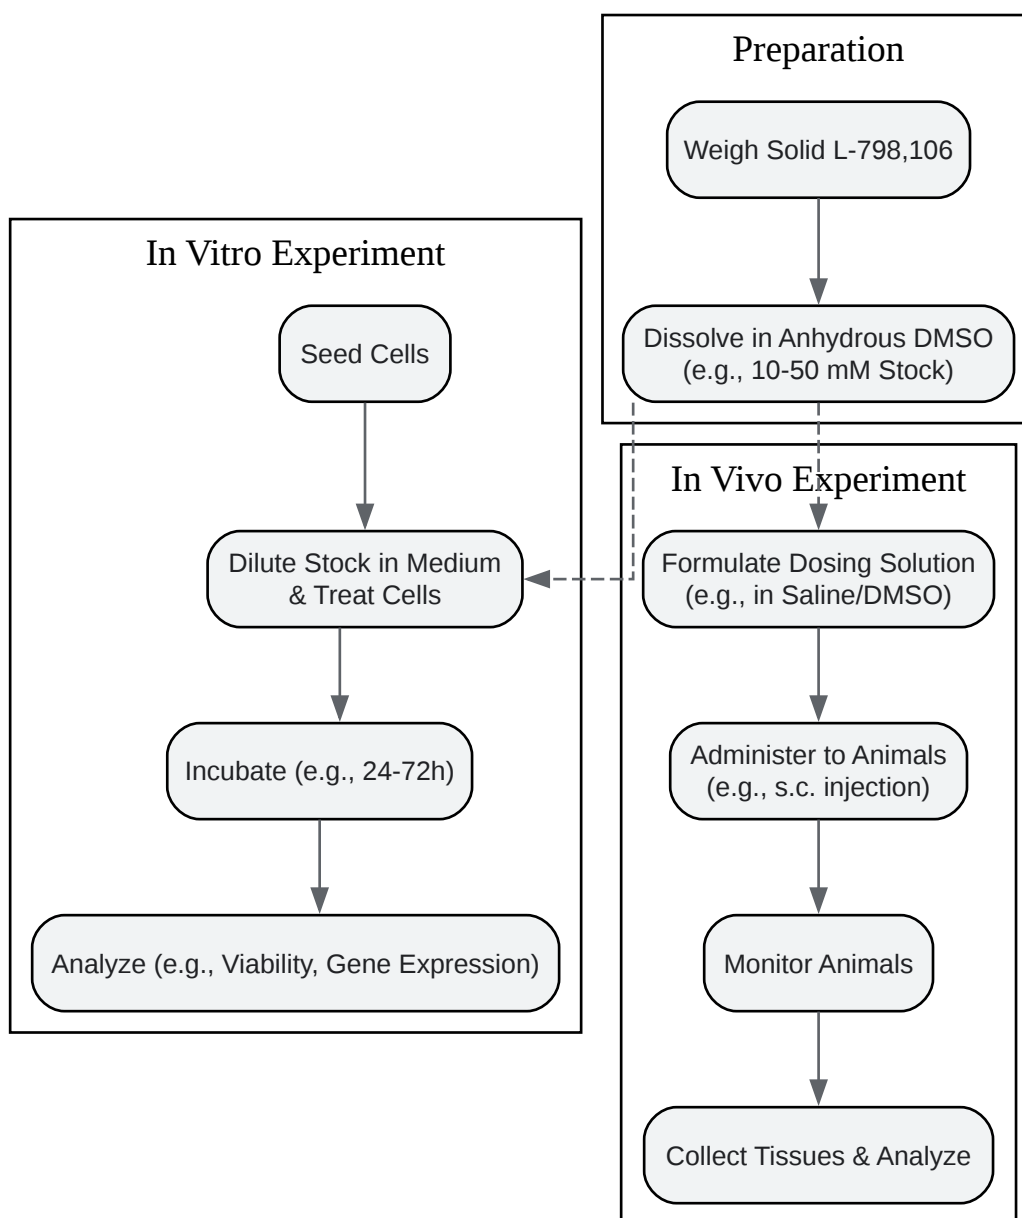 Preparation
Weigh Solid L-798,106
Dissolve in Anhydrous DMSO
(e.g., 10-50 mM Stock)
In Vitro Experiment
Seed Cells
Dilute Stock in Medium
& Treat Cells
Incubate (e.g., 24-72h)
Analyze (e.g., Viability, Gene Expression)
In Vivo Experiment
Formulate Dosing Solution
(e.g., in Saline/DMSO)
Administer to Animals
(e.g., s.c. injection)
Monitor Animals
Collect Tissues & Analyze